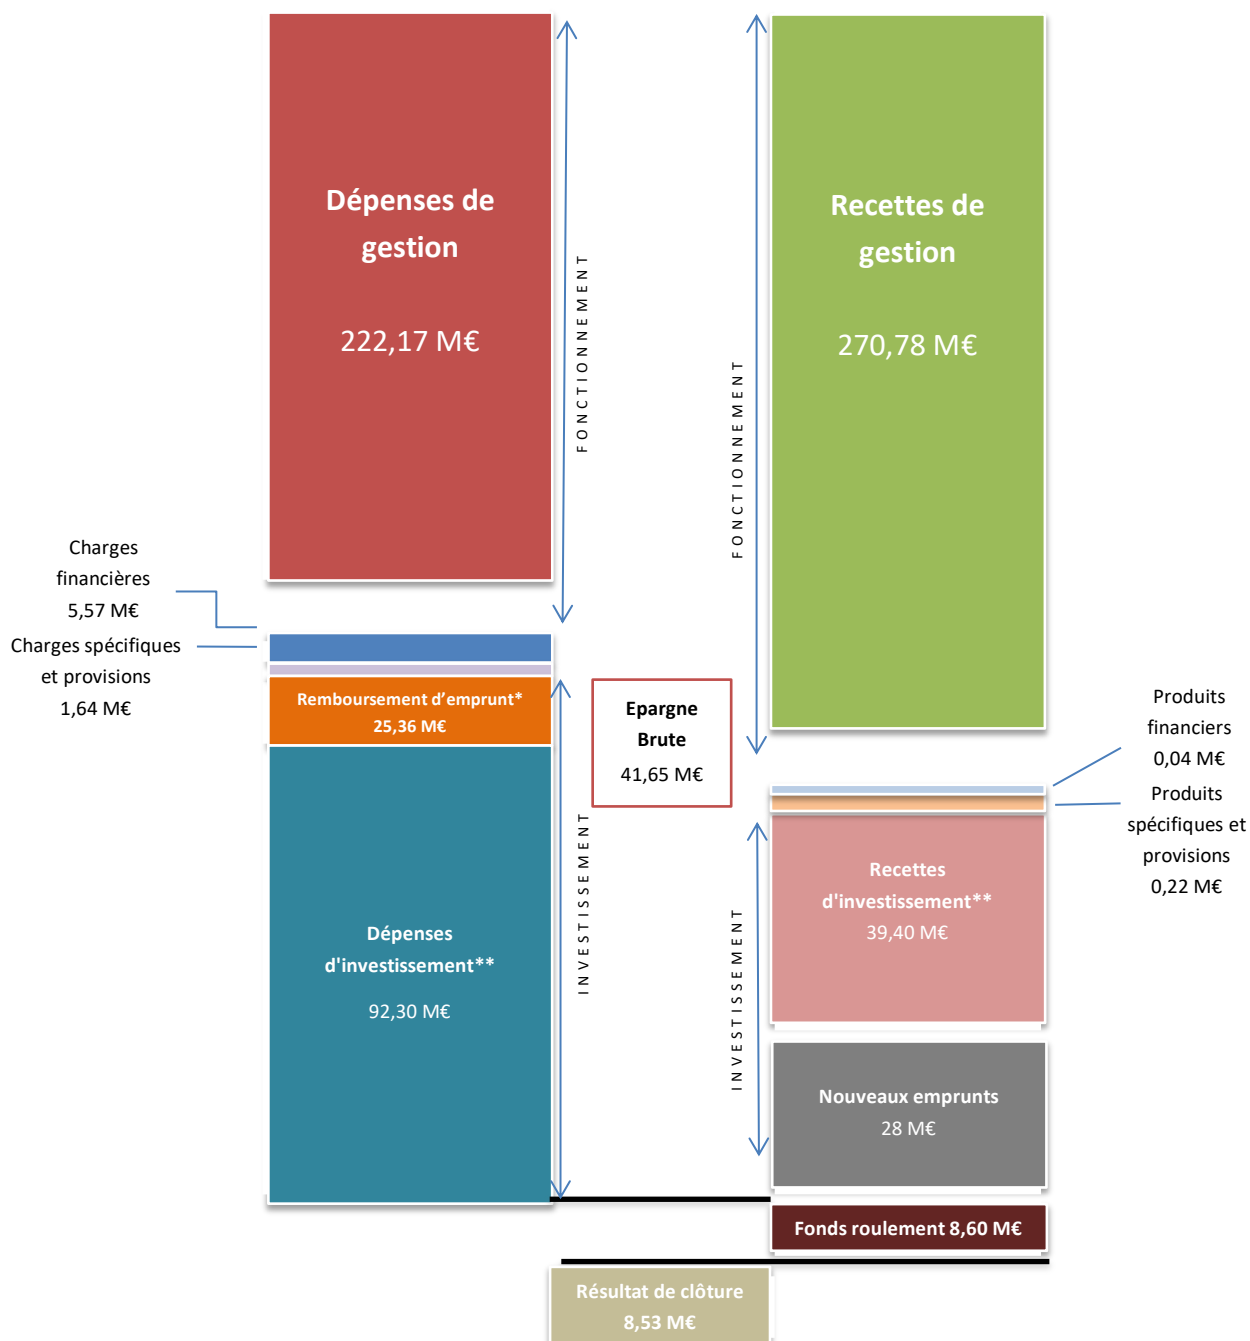 Dépenses de
gestion
222,17 M€
FONCTIONNEMENT
Recettes de
gestion
270,78 M€
FONCTIONNEMENT
Charges
financières
5,57 M€
Charges spécifiques
et provisions
1,64 M€
Remboursement d'emprunt*
25,36 M€
Epargne
Brute
41,65 M€
Produits
financiers
0,04 M€
Produits
spécifiques et
provisions
0,22 M€
Dépenses
d'investissement**
92,30 M€
INVESTISSEMENT
INVESTISSEMENT
Recettes
d'investissement**
39,40 M€
Nouveaux emprunts
28 M€
Fonds roulement 8,60 M€
Résultat de clôture
8,53 M€